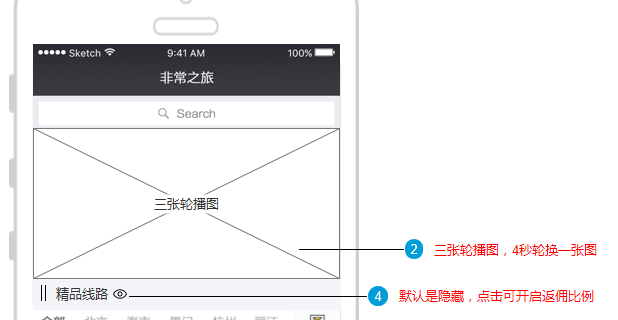 Sketch 9:41 AM 100%
非常之旅
Search
三张轮播图
2 三张轮播图，4秒轮换一张图
精品线路
4 默认是隐藏，点击可开启返佣比例